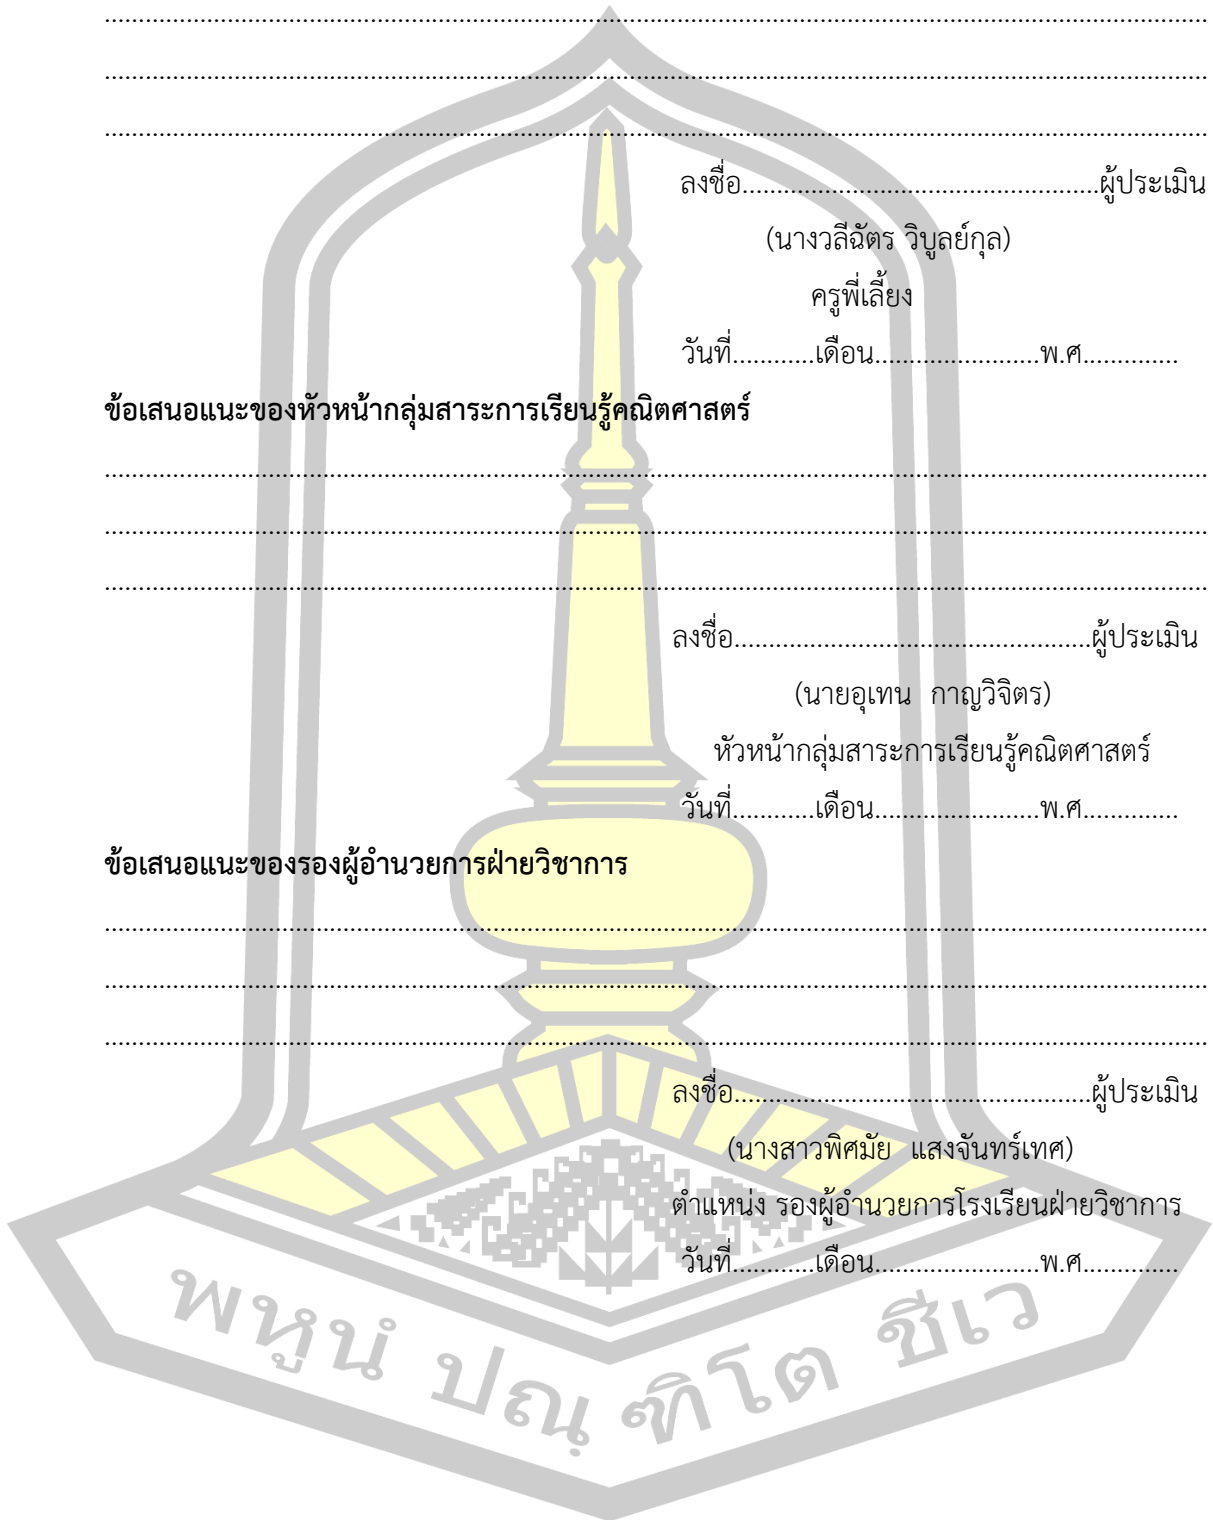 ................................................................................................................................................................
................................................................................................................................................................
................................................................................................................................................................
ลงชื่อ....................................................ผู้ประเมิน
(นางวลีฉัตร วิบูลย์กุล)
ครูพี่เลี้ยง
วันที่............เดือน........................พ.ศ..............
ข้อเสนอแนะของหัวหน้ากลุ่มสาระการเรียนรู้คณิตศาสตร์
................................................................................................................................................................
................................................................................................................................................................
................................................................................................................................................................
ลงชื่อ....................................................ผู้ประเมิน
(นายอุเทน กาญวิจิตร)
หัวหน้ากลุ่มสาระการเรียนรู้คณิตศาสตร์
วันที่............เดือน........................พ.ศ..............
ข้อเสนอแนะของรองผู้อำนวยการฝ่ายวิชาการ
................................................................................................................................................................
................................................................................................................................................................
................................................................................................................................................................
ลงชื่อ....................................................ผู้ประเมิน
(นางสาวพิศมัย แสงจันทร์เทศ)
ตำแหน่ง รองผู้อำนวยการโรงเรียนฝ่ายวิชาการ
วันที่............เดือน........................พ.ศ..............
พหูนํ ปณฺฑิโต ชีเว